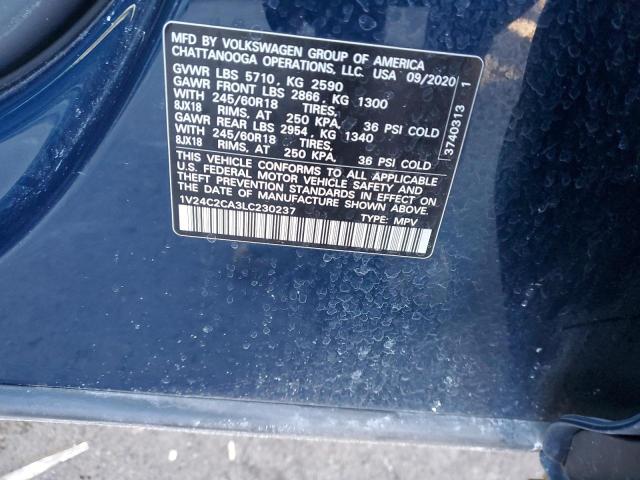 MFD BY VOLKSWAGEN GROUP OF AMERICA
CHATTANOOGA OPERATIONS, LLC. USA 09/2020
GVWR LBS 5710, KG 2590
GAWR FRONT LBS 2866, KG 1300
WITH 245/60R18 TIRES,
8JX18 RIMS, AT 250 KPA, 36 PSI COLD
GAWR REAR LBS 2954, KG 1340
WITH 245/60R18 TIRES,
8JX18 RIMS, AT 250 KPA, 36 PSI COLD
THIS VEHICLE CONFORMS TO ALL APPLICABLE
U.S. FEDERAL MOTOR VEHICLE SAFETY AND
THEFT PREVENTION STANDARDS IN EFFECT ON
THE DATE OF MANUFACTURE SHOWN ABOVE.
1V24C2CA3LC230237 TYPE: MPV
3740313 1